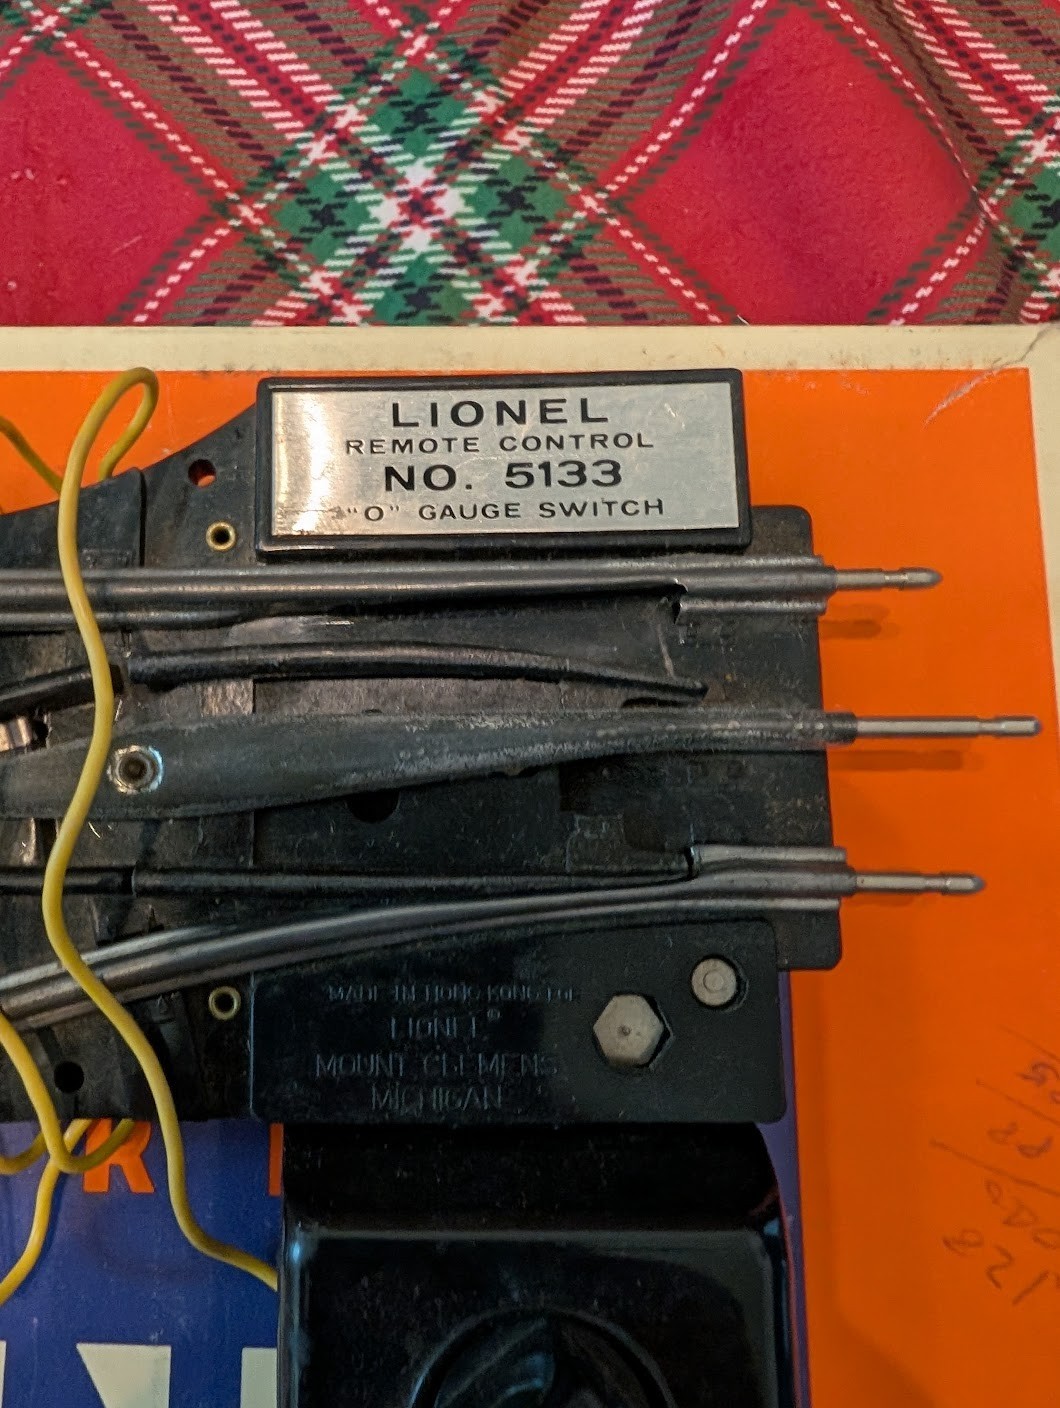 LIONEL
REMOTE CONTROL
NO. 5133
"O" GAUGE SWITCH
MADE IN HONG KONG FOR
LIONEL®
MOUNT CLEMENS
MICHIGAN
R